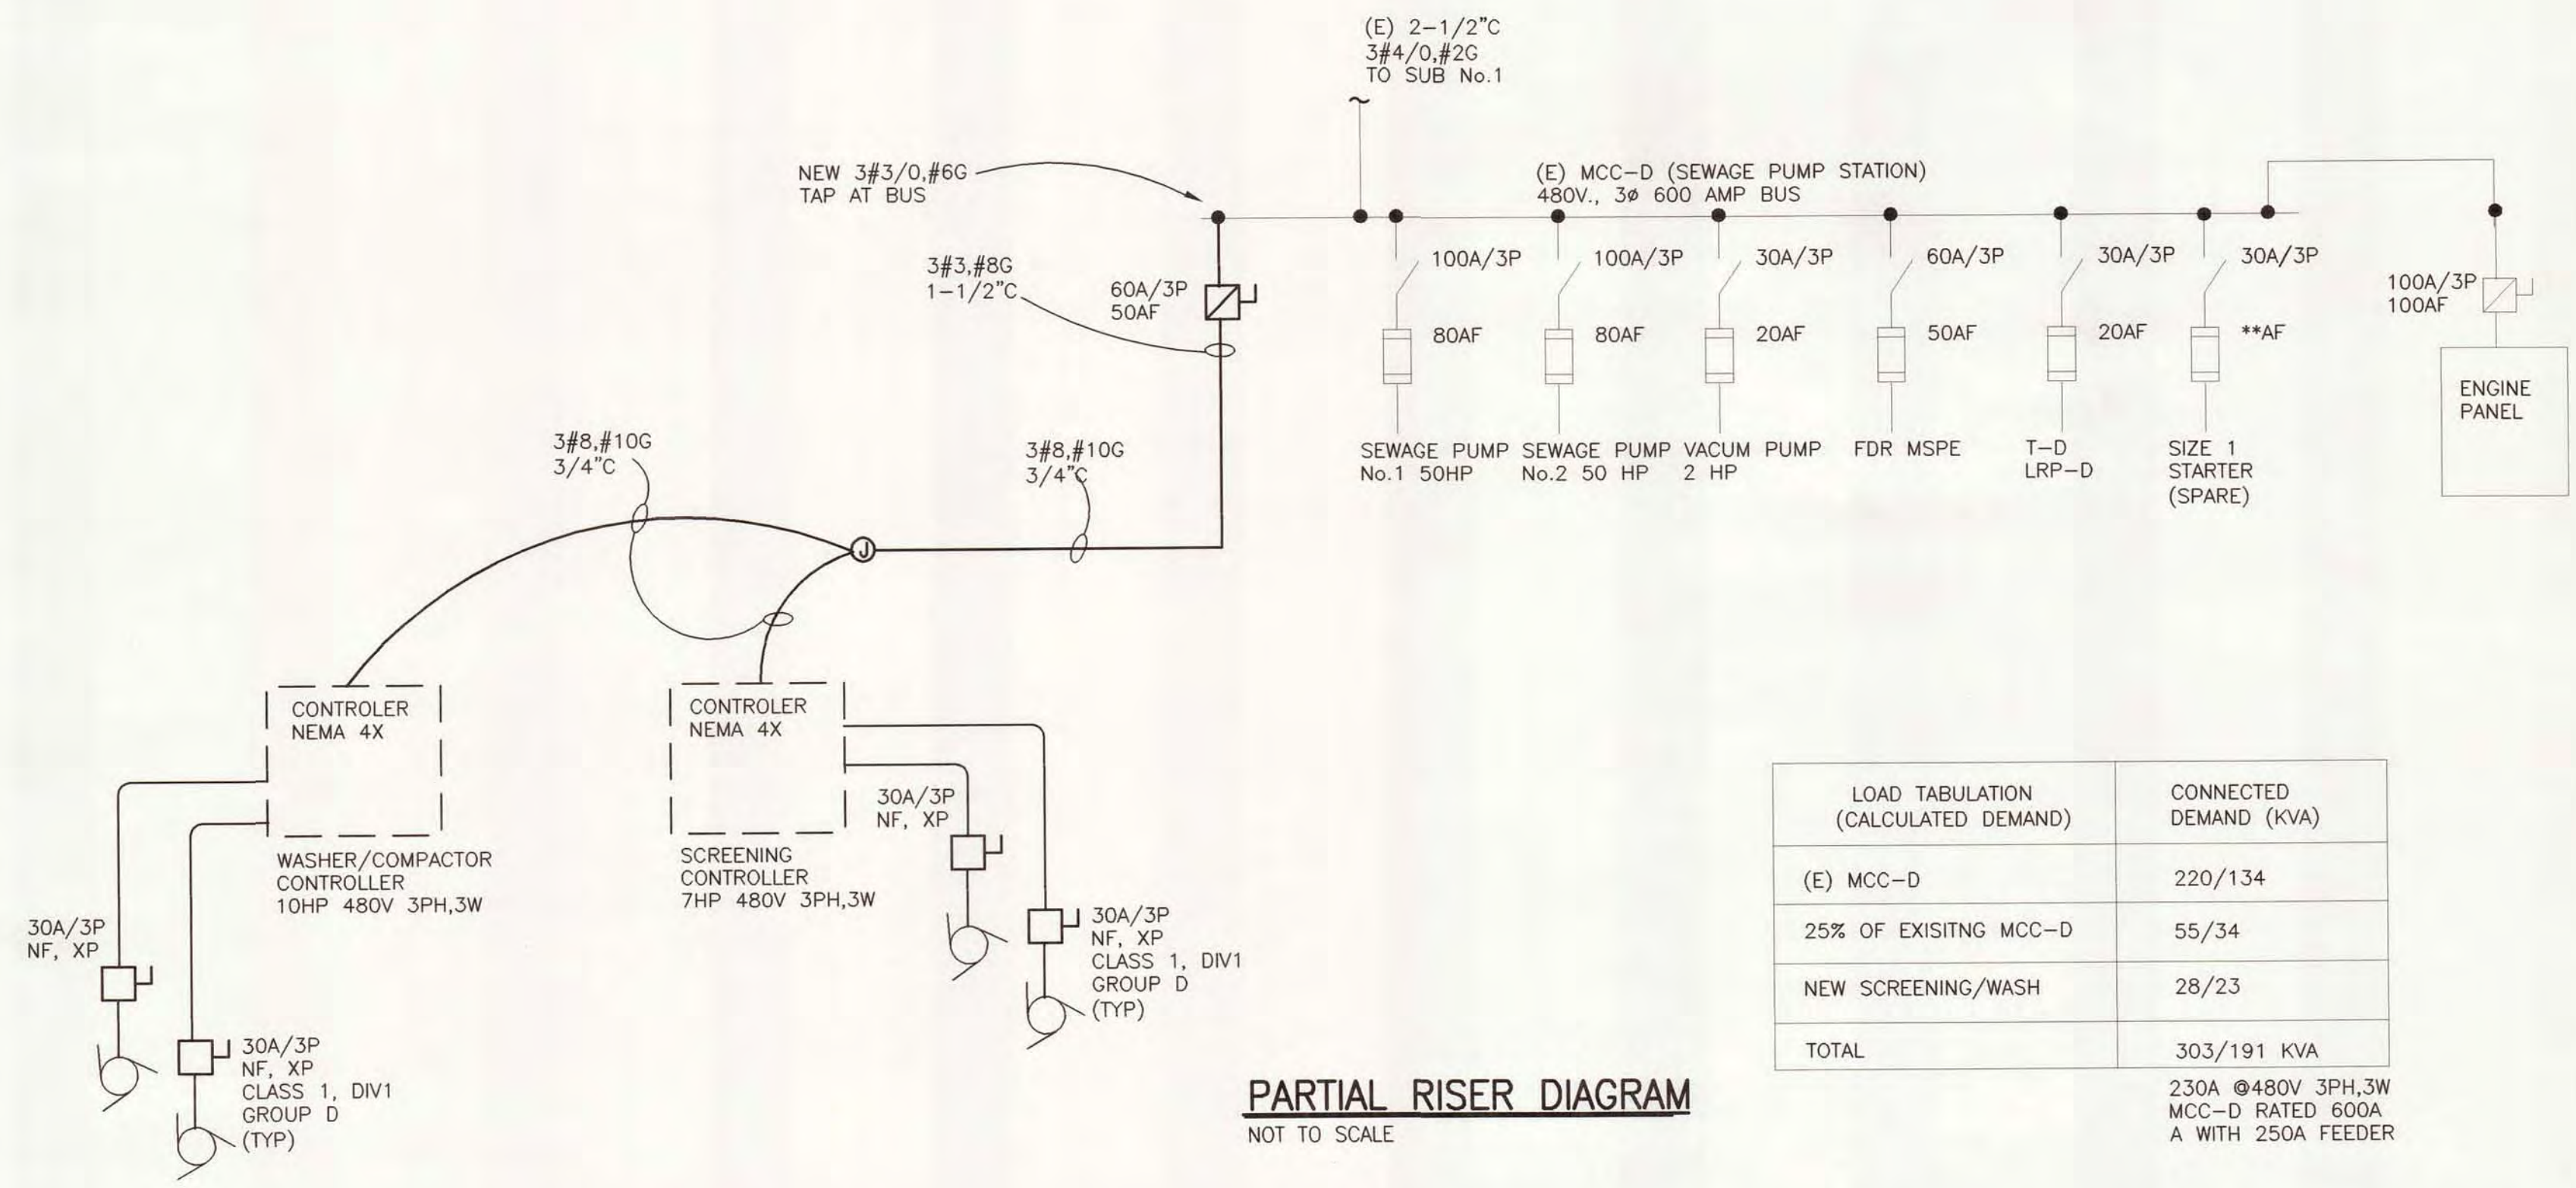 (E) 2-1/2"C
3#4/0,#2G
TO SUB No.1
NEW 3#3/0,#6G
TAP AT BUS
(E) MCC-D (SEWAGE PUMP STATION)
480V., 3ø 600 AMP BUS
3#3,#8G
1-1/2"C
60A/3P
50AF
100A/3P
80AF
SEWAGE PUMP
No.1 50HP
100A/3P
80AF
SEWAGE PUMP
No.2 50 HP
30A/3P
20AF
VACUM PUMP
2 HP
60A/3P
50AF
FDR MSPE
30A/3P
20AF
T-D
LRP-D
30A/3P
**AF
SIZE 1
STARTER
(SPARE)
100A/3P
100AF
ENGINE
PANEL
3#8,#10G
3/4"C
3#8,#10G
3/4"C
J
CONTROLER
NEMA 4X
WASHER/COMPACTOR
CONTROLLER
10HP 480V 3PH,3W
30A/3P
NF, XP
30A/3P
NF, XP
CLASS 1, DIV1
GROUP D
(TYP)
CONTROLER
NEMA 4X
SCREENING
CONTROLLER
7HP 480V 3PH,3W
30A/3P
NF, XP
30A/3P
NF, XP
CLASS 1, DIV1
GROUP D
(TYP)
LOAD TABULATION
(CALCULATED DEMAND)
CONNECTED
DEMAND (KVA)
(E) MCC-D
220/134
25% OF EXISITNG MCC-D
55/34
NEW SCREENING/WASH
28/23
TOTAL
303/191 KVA
230A @480V 3PH,3W
MCC-D RATED 600A
A WITH 250A FEEDER
PARTIAL RISER DIAGRAM
NOT TO SCALE